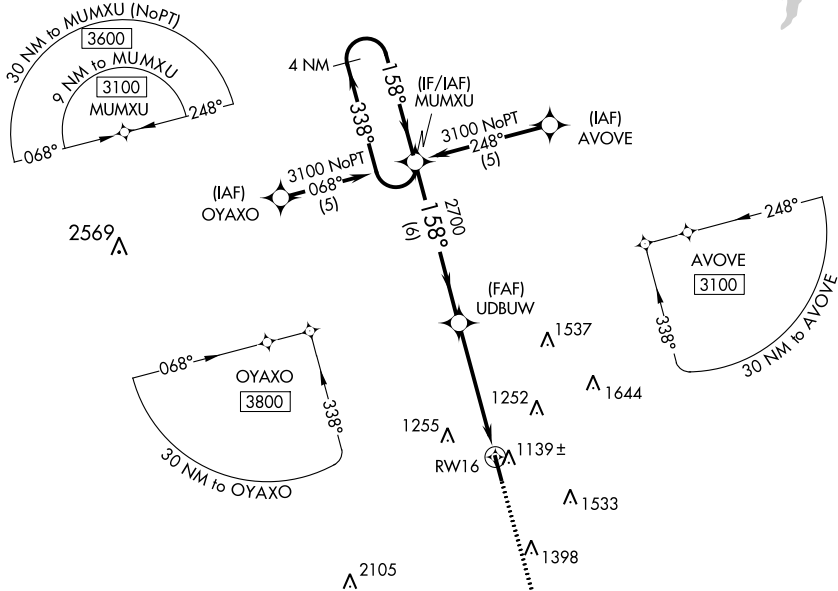 30 NM to MUMXU (NoPT)
3600
9 NM to MUMXU
3100
MUMXU
248°
068°
4 NM
158°
338°
(IF/IAF)
MUMXU
3100 NoPT
248°
(5)
(IAF)
AVOVE
3100 NoPT
068°
(5)
(IAF)
OYAXO
2569
2700
158°
(6)
(FAF)
UDBUW
248°
AVOVE
3100
338°
30 NM to AVOVE
068°
OYAXO
3800
338°
30 NM to OYAXO
1537
1644
1252
1255
RW16
1139±
1533
1398
2105